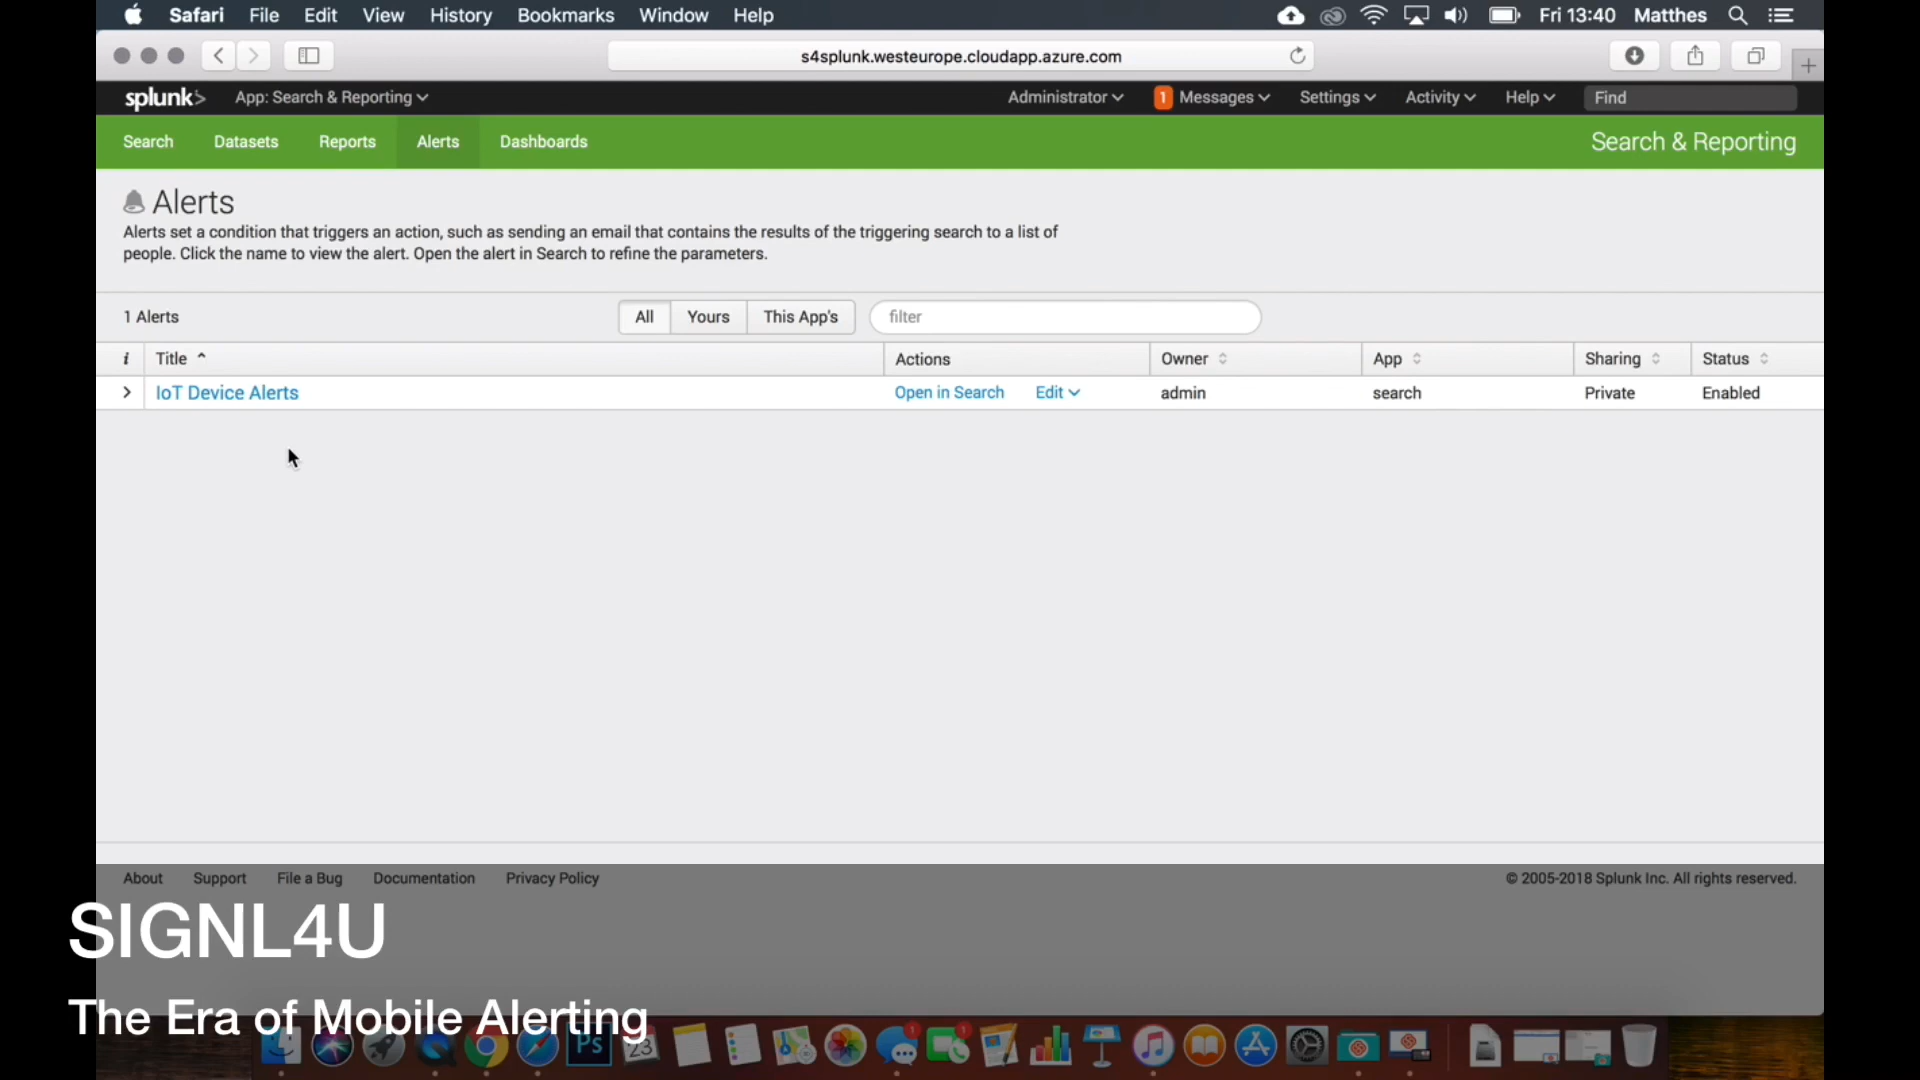 Safari File Edit View History Bookmarks Window Help Fri 13:40 Matthes
s4splunk.westeurope.cloudapp.azure.com
splunk> App: Search & Reporting Administrator 1 Messages Settings Activity Help Find
Search Datasets Reports Alerts Dashboards Search & Reporting
Alerts
Alerts set a condition that triggers an action, such as sending an email that contains the results of the triggering search to a list of
people. Click the name to view the alert. Open the alert in Search to refine the parameters.
1 Alerts All Yours This App's filter
i Title Actions Owner App Sharing Status
IoT Device Alerts Open in Search Edit admin search Private Enabled
About Support File a Bug Documentation Privacy Policy © 2005-2018 Splunk Inc. All rights reserved.
SIGNL4U
The Era of Mobile Alerting
Ps 23 1 1